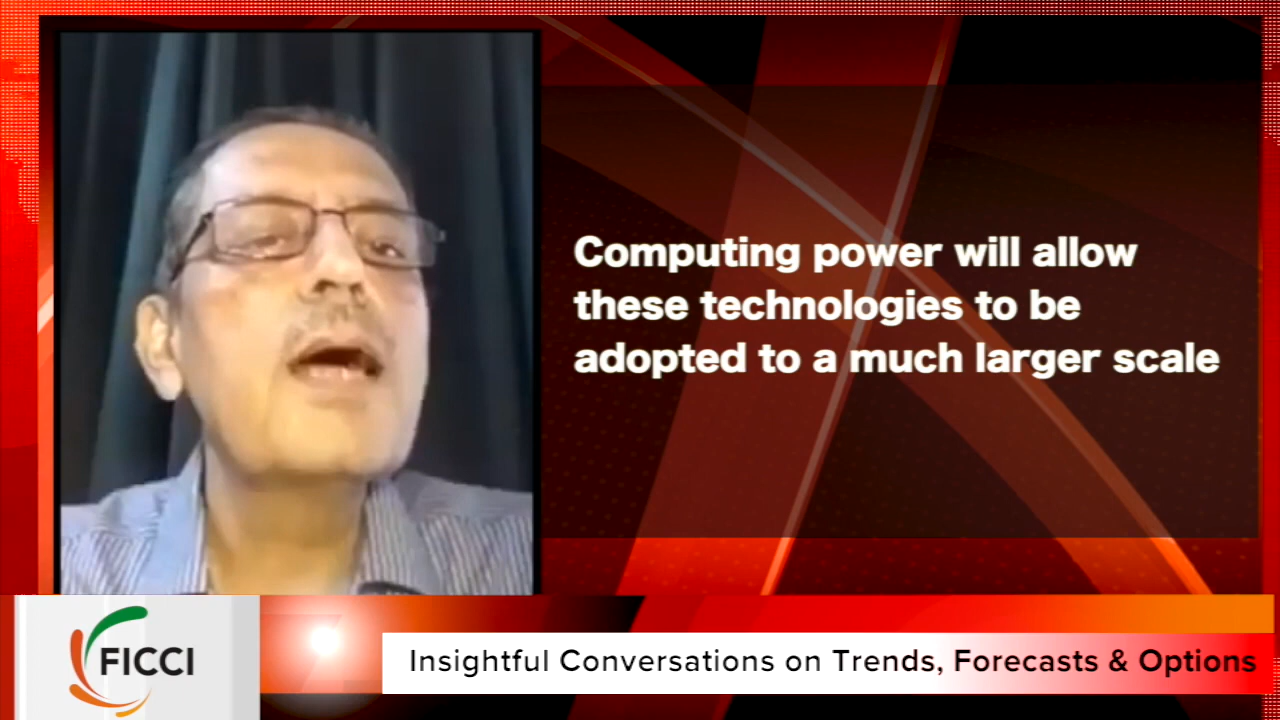 Computing power will allow
these technologies to be
adopted to a much larger scale
FICCI
Insightful Conversations on Trends, Forecasts & Options